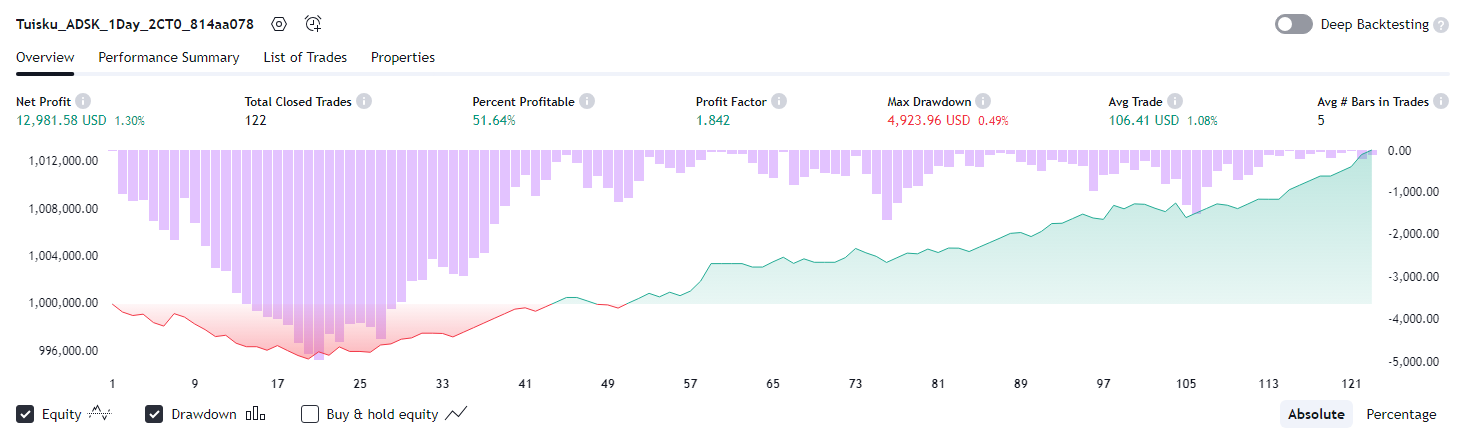 Tuisku_ADSK_1Day_2CT0_814aa078 Deep Backtesting ?
Overview Performance Summary List of Trades Properties
Net Profit i Total Closed Trades i Percent Profitable i Profit Factor i Max Drawdown i Avg Trade i Avg # Bars in Trades i
12,981.58 USD 1.30% 122 51.64% 1.842 4,923.96 USD 0.49% 106.41 USD 1.08% 5
1,012,000.00 0.00
-1,000.00
1,008,000.00
-2,000.00
1,004,000.00
-3,000.00
1,000,000.00
-4,000.00
996,000.00
-5,000.00
1 9 17 25 33 41 49 57 65 73 81 89 97 105 113 121
Equity Drawdown Buy & hold equity Absolute Percentage